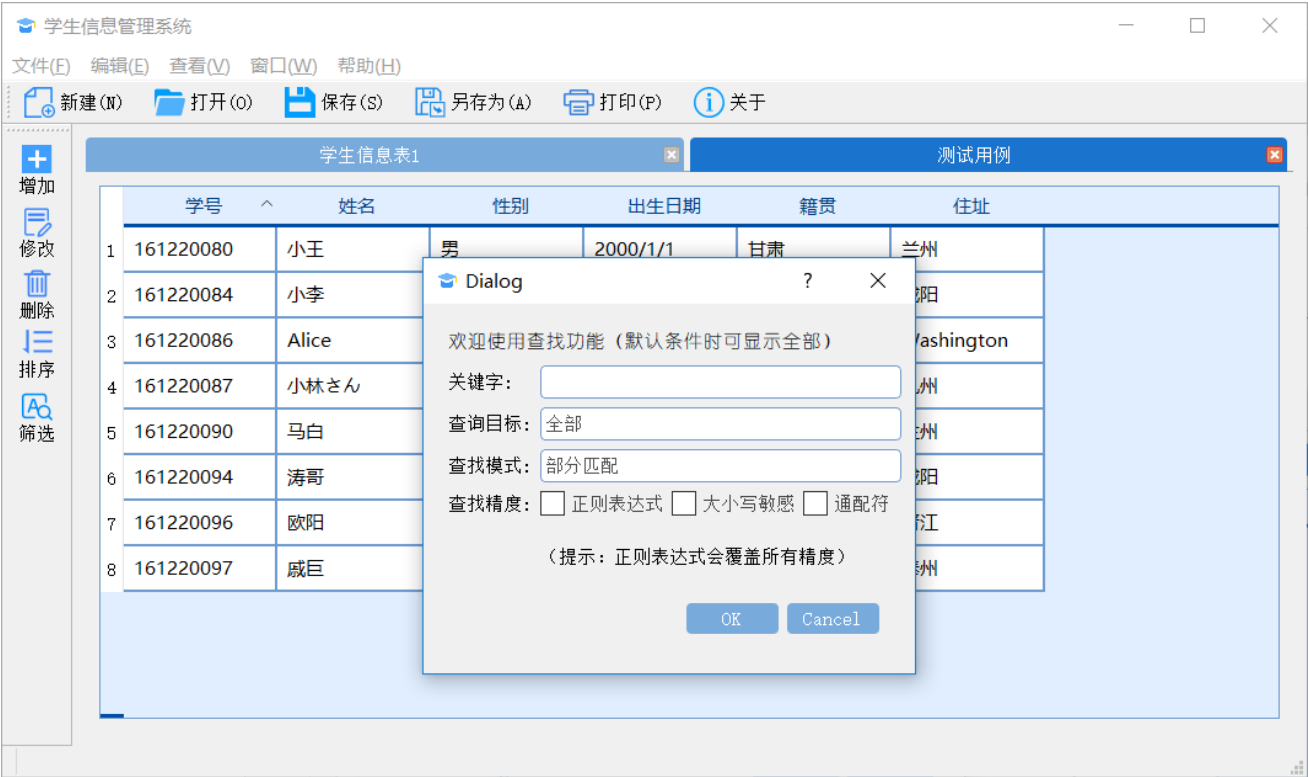 学生信息管理系统
文件(F) 编辑(E) 查看(V) 窗口(W) 帮助(H)
新建(N) 打开(O) 保存(S) 另存为(A) 打印(P) 关于
增加
修改
删除
排序
筛选
学生信息表1 测试用例
学号 姓名 性别 出生日期 籍贯 住址
1 161220080 小王 男 2000/1/1 甘肃 兰州
2 161220084 小李 阳
3 161220086 Alice ashington
4 161220087 小林さん 州
5 161220090 马白 州
6 161220094 涛哥 阳
7 161220096 欧阳 江
8 161220097 戚巨 州
Dialog ?
欢迎使用查找功能（默认条件时可显示全部）
关键字：
查询目标： 全部
查找模式： 部分匹配
查找精度： 正则表达式 大小写敏感 通配符
（提示：正则表达式会覆盖所有精度）
OK Cancel